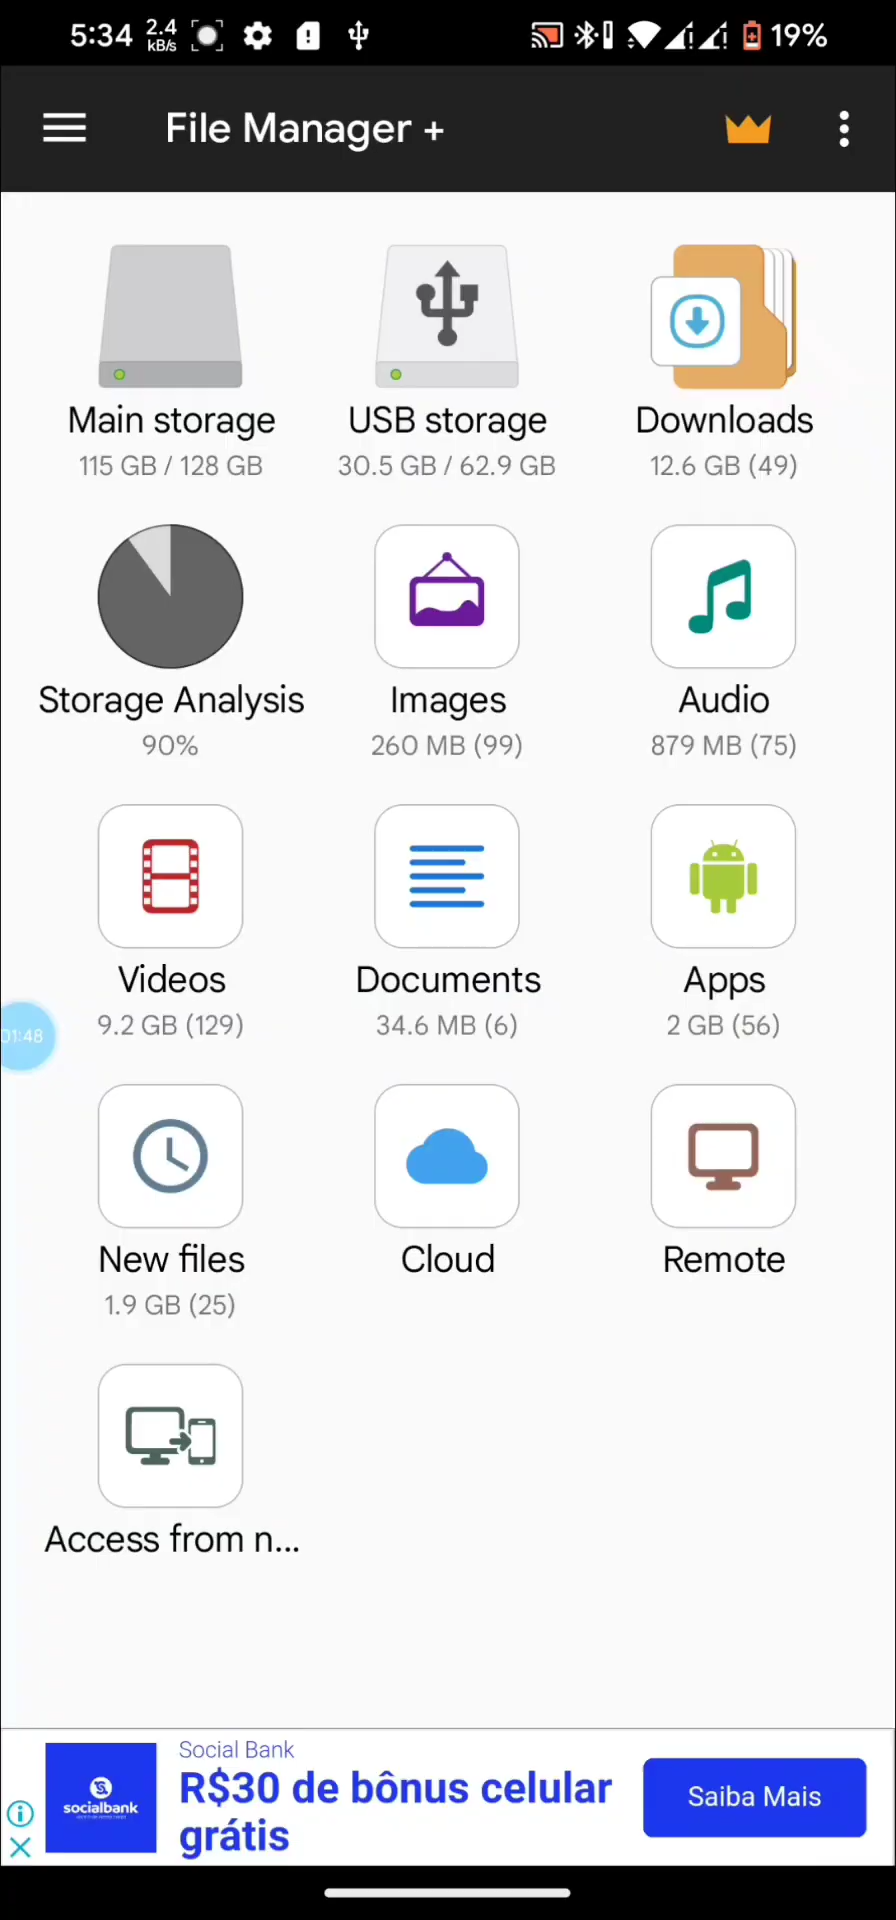 5:34 2.4 kB/s 19%
File Manager +
Main storage USB storage Downloads
115 GB / 128 GB 30.5 GB / 62.9 GB 12.6 GB (49)
Storage Analysis Images Audio
90% 260 MB (99) 879 MB (75)
Videos Documents Apps
9.2 GB (129) 34.6 MB (6) 2 GB (56)
01:48
New files Cloud Remote
1.9 GB (25)
Access from n...
Social Bank
R$30 de bônus celular
grátis
socialbank
Saiba Mais